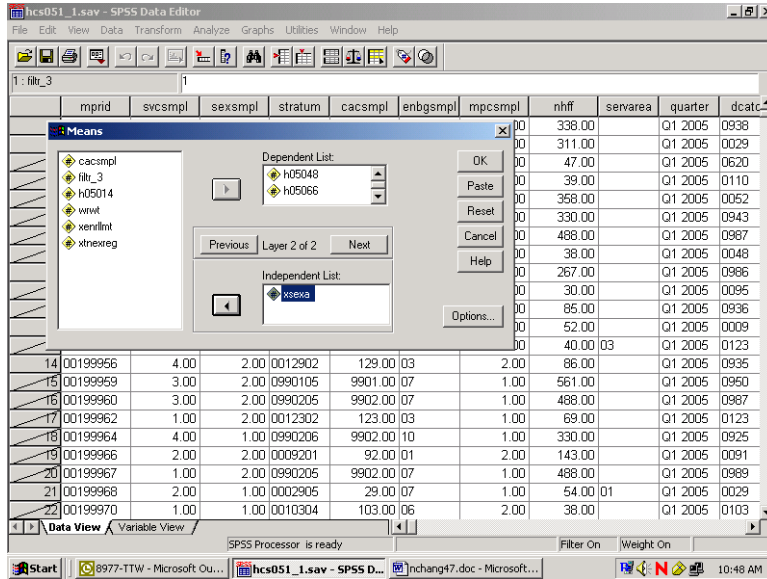 hcs051_1.sav - SPSS Data Editor
File Edit View Data Transform Analyze Graphs Utilities Window Help
1 : filtr_3 1
mprid svcsmpl sexsmpl stratum cacsmpl enbgsmpl mpcsmpl nhff servarea quarter dcatc
00 338.00 Q1 2005 0938
00 311.00 Q1 2005 0029
00 47.00 Q1 2005 0620
00 39.00 Q1 2005 0110
00 358.00 Q1 2005 0052
00 330.00 Q1 2005 0943
00 488.00 Q1 2005 0987
00 38.00 Q1 2005 0048
00 267.00 Q1 2005 0986
00 30.00 Q1 2005 0095
00 85.00 Q1 2005 0936
00 52.00 Q1 2005 0009
00 40.00 03 Q1 2005 0123
Means
cacsmpl
filtr_3
h05014
wrwt
xenrllmt
xtnexreg
Dependent List:
h05048
h05066
Previous Layer 2 of 2 Next
Independent List:
xsexa
OK
Paste
Reset
Cancel
Help
Options...
14 00199956 4.00 2.00 0012902 129.00 03 2.00 86.00 Q1 2005 0935
15 00199959 3.00 2.00 0990105 9901.00 07 1.00 561.00 Q1 2005 0950
16 00199960 3.00 2.00 0990205 9902.00 07 1.00 488.00 Q1 2005 0987
17 00199962 1.00 2.00 0012302 123.00 03 1.00 69.00 Q1 2005 0123
18 00199964 4.00 1.00 0990206 9902.00 10 1.00 330.00 Q1 2005 0925
19 00199966 2.00 2.00 0009201 92.00 01 2.00 143.00 Q1 2005 0091
20 00199967 1.00 2.00 0990205 9902.00 07 1.00 488.00 Q1 2005 0989
21 00199968 2.00 1.00 0002905 29.00 07 1.00 54.00 01 Q1 2005 0029
22 00199970 1.00 1.00 0010304 103.00 06 2.00 38.00 Q1 2005 0103
Data View Variable View
SPSS Processor is ready Filter On Weight On
Start 8977-TTW - Microsoft Ou... hcs051_1.sav - SPSS D... nchang47.doc - Microsoft... 10:48 AM